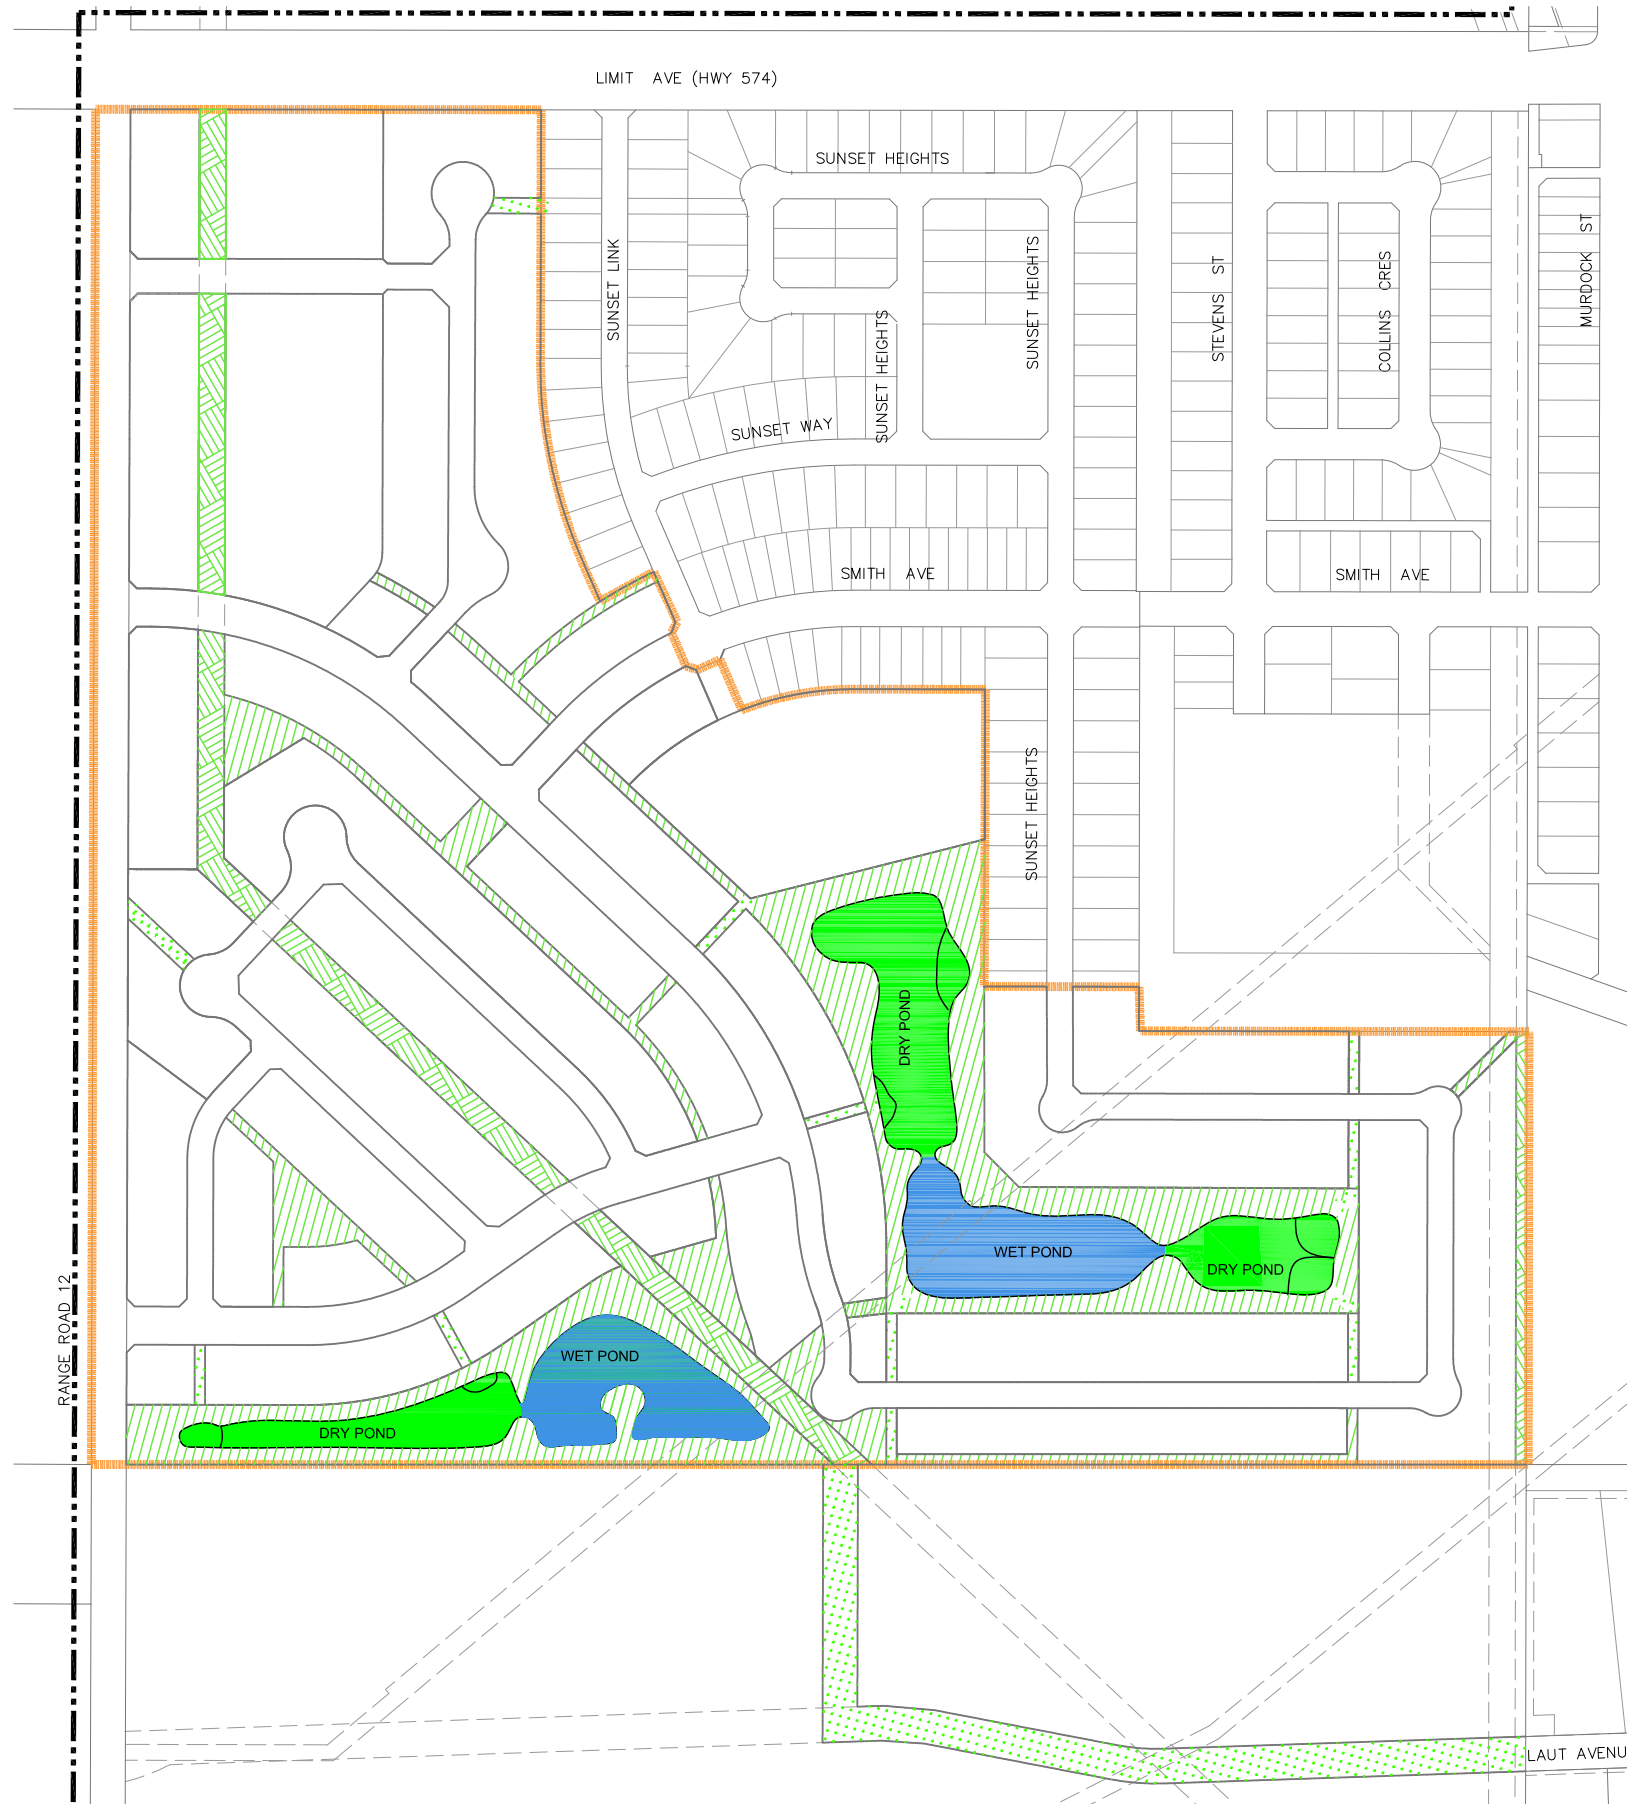 LIMIT AVE (HWY 574)
SUNSET HEIGHTS
SUNSET LINK
SUNSET HEIGHTS
SUNSET HEIGHTS
STEVENS ST
COLLINS CRES
MURDOCK ST
SUNSET WAY
SMITH AVE
SMITH AVE
SUNSET HEIGHTS
DRY POND
WET POND
DRY POND
RANGE ROAD 12
WET POND
DRY POND
LAUT AVENU